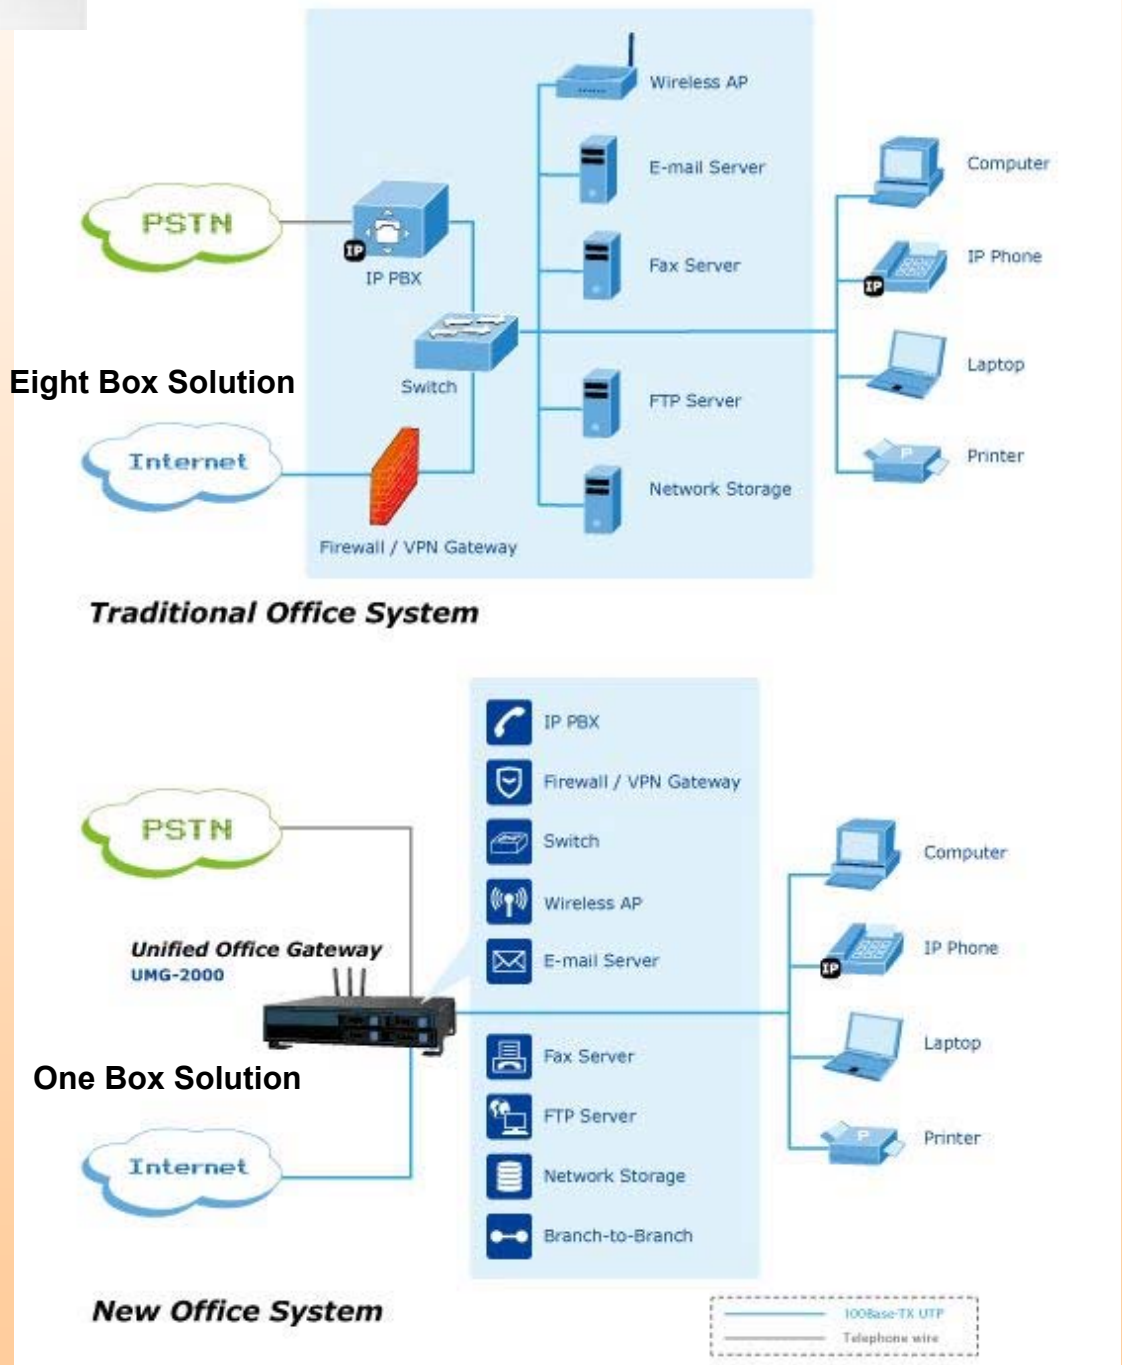 Wireless AP
E-mail Server
Computer
PSTN
IP
IP PBX
Fax Server
IP Phone
IP
Eight Box Solution
Switch
FTP Server
Laptop
Internet
Network Storage
Printer
P
Firewall / VPN Gateway
Traditional Office System
IP PBX
Firewall / VPN Gateway
PSTN
Switch
Computer
Wireless AP
Unified Office Gateway
UMG-2000
E-mail Server
IP Phone
IP
One Box Solution
Fax Server
Laptop
FTP Server
Internet
Network Storage
Printer
P
Branch-to-Branch
New Office System
100Base-TX UTP
Telephone wire